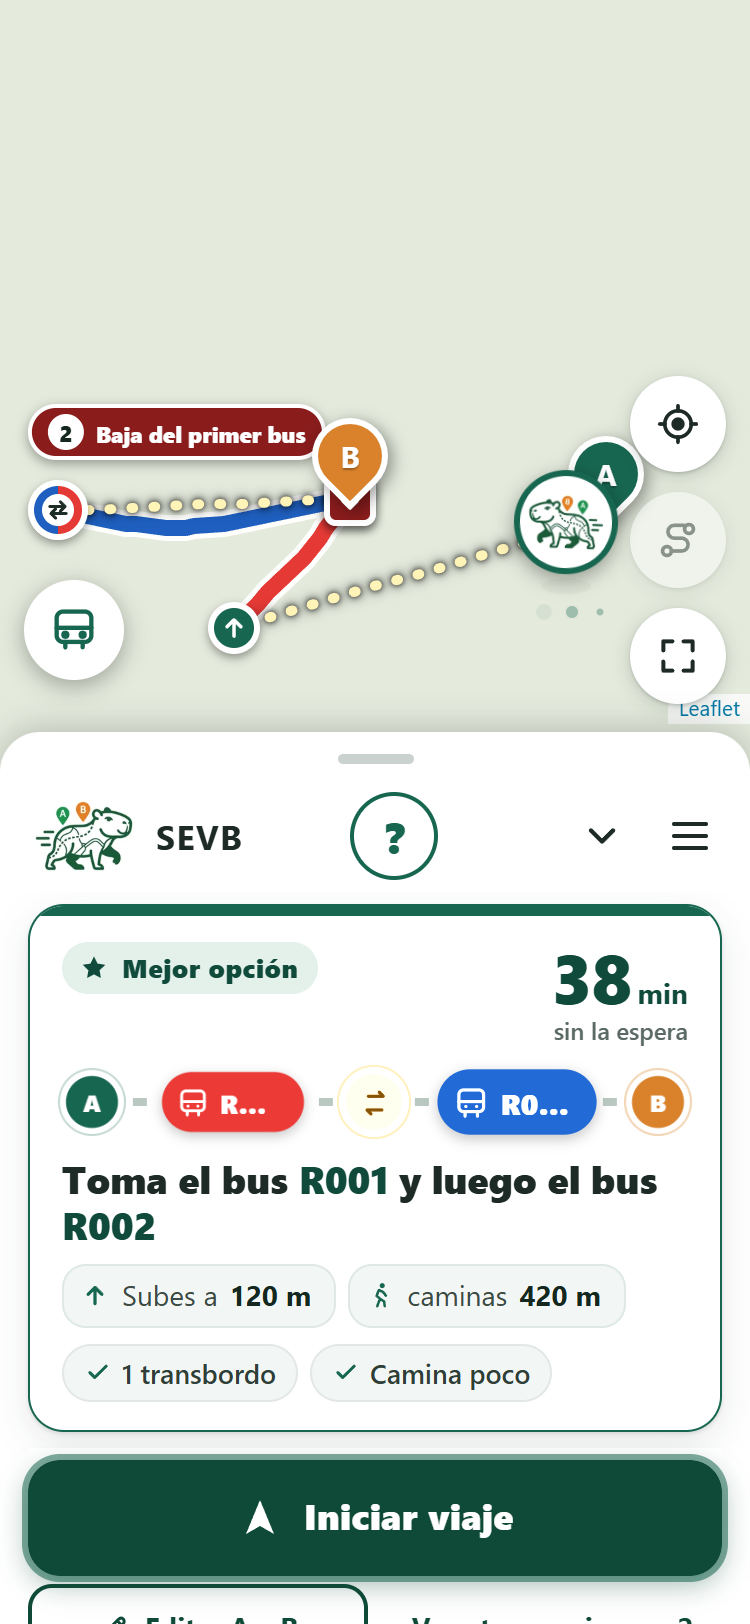 2 Baja del primer bus
B
A
Leaflet
SEVB
?
Mejor opción
38 min
sin la espera
A R... R0... B
Toma el bus R001 y luego el bus
R002
Subes a 120 m
caminas 420 m
1 transbordo
Camina poco
Iniciar viaje